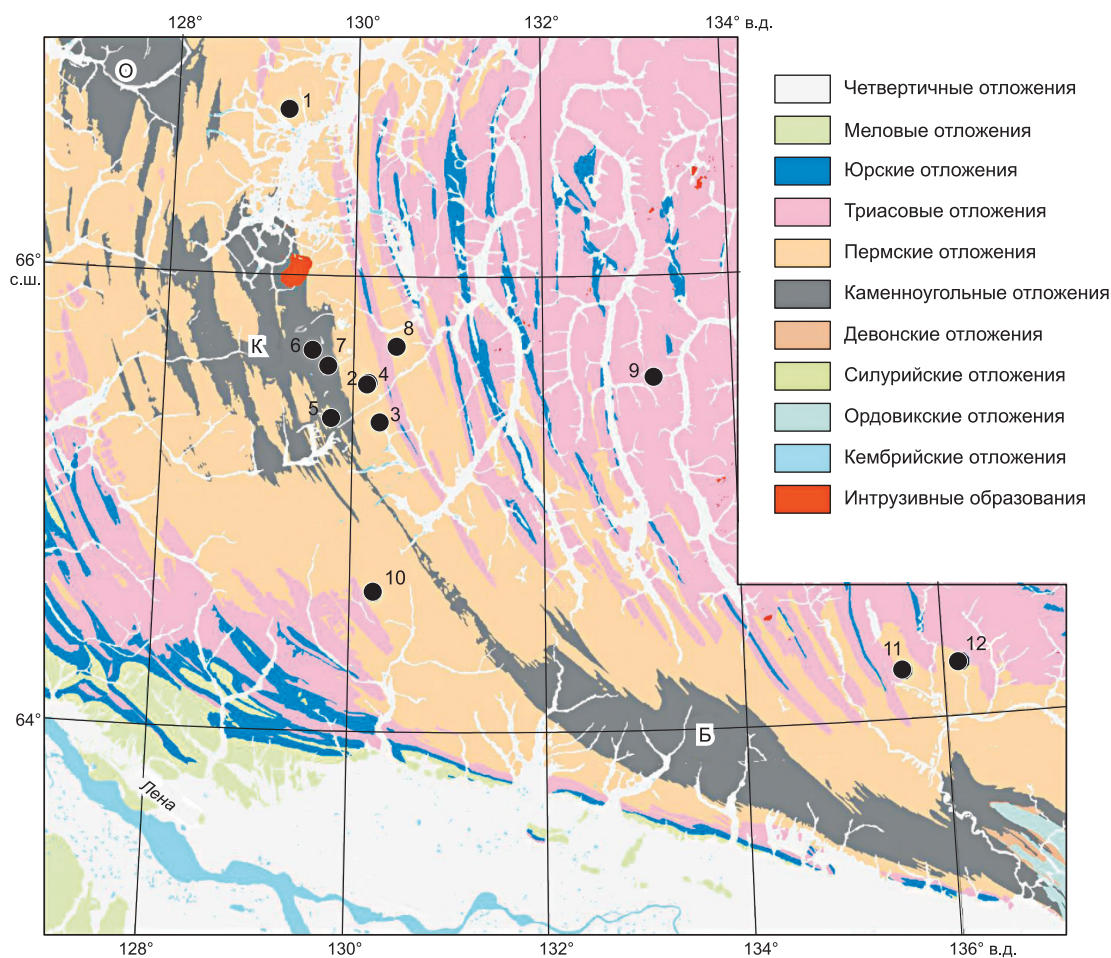 128° 130° 132° 134° в.д.
О
1
Четвертичные отложения
Меловые отложения
Юрские отложения
Триасовые отложения
Пермские отложения
Каменноугольные отложения
Девонские отложения
Силурийские отложения
Ордовикские отложения
Кембрийские отложения
Интрузивные образования
66°
с.ш.
8
К 6 7
2 4 9
5 3
10
11 12
64°
Б
Лена
128° 130° 132° 134° 136° в.д.